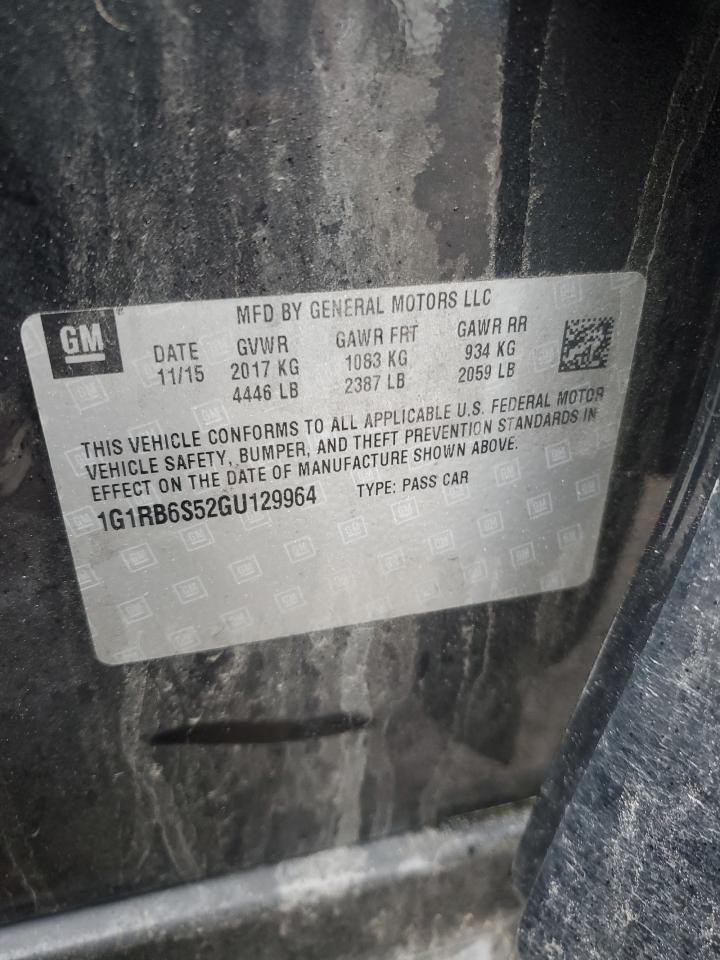 GM
MFD BY GENERAL MOTORS LLC
DATE GVWR GAWR FRT GAWR RR
11/15 2017 KG 1083 KG 934 KG
4446 LB 2387 LB 2059 LB
THIS VEHICLE CONFORMS TO ALL APPLICABLE U.S. FEDERAL MOTOR
VEHICLE SAFETY, BUMPER, AND THEFT PREVENTION STANDARDS IN
EFFECT ON THE DATE OF MANUFACTURE SHOWN ABOVE.
1G1RB6S52GU129964 TYPE: PASS CAR